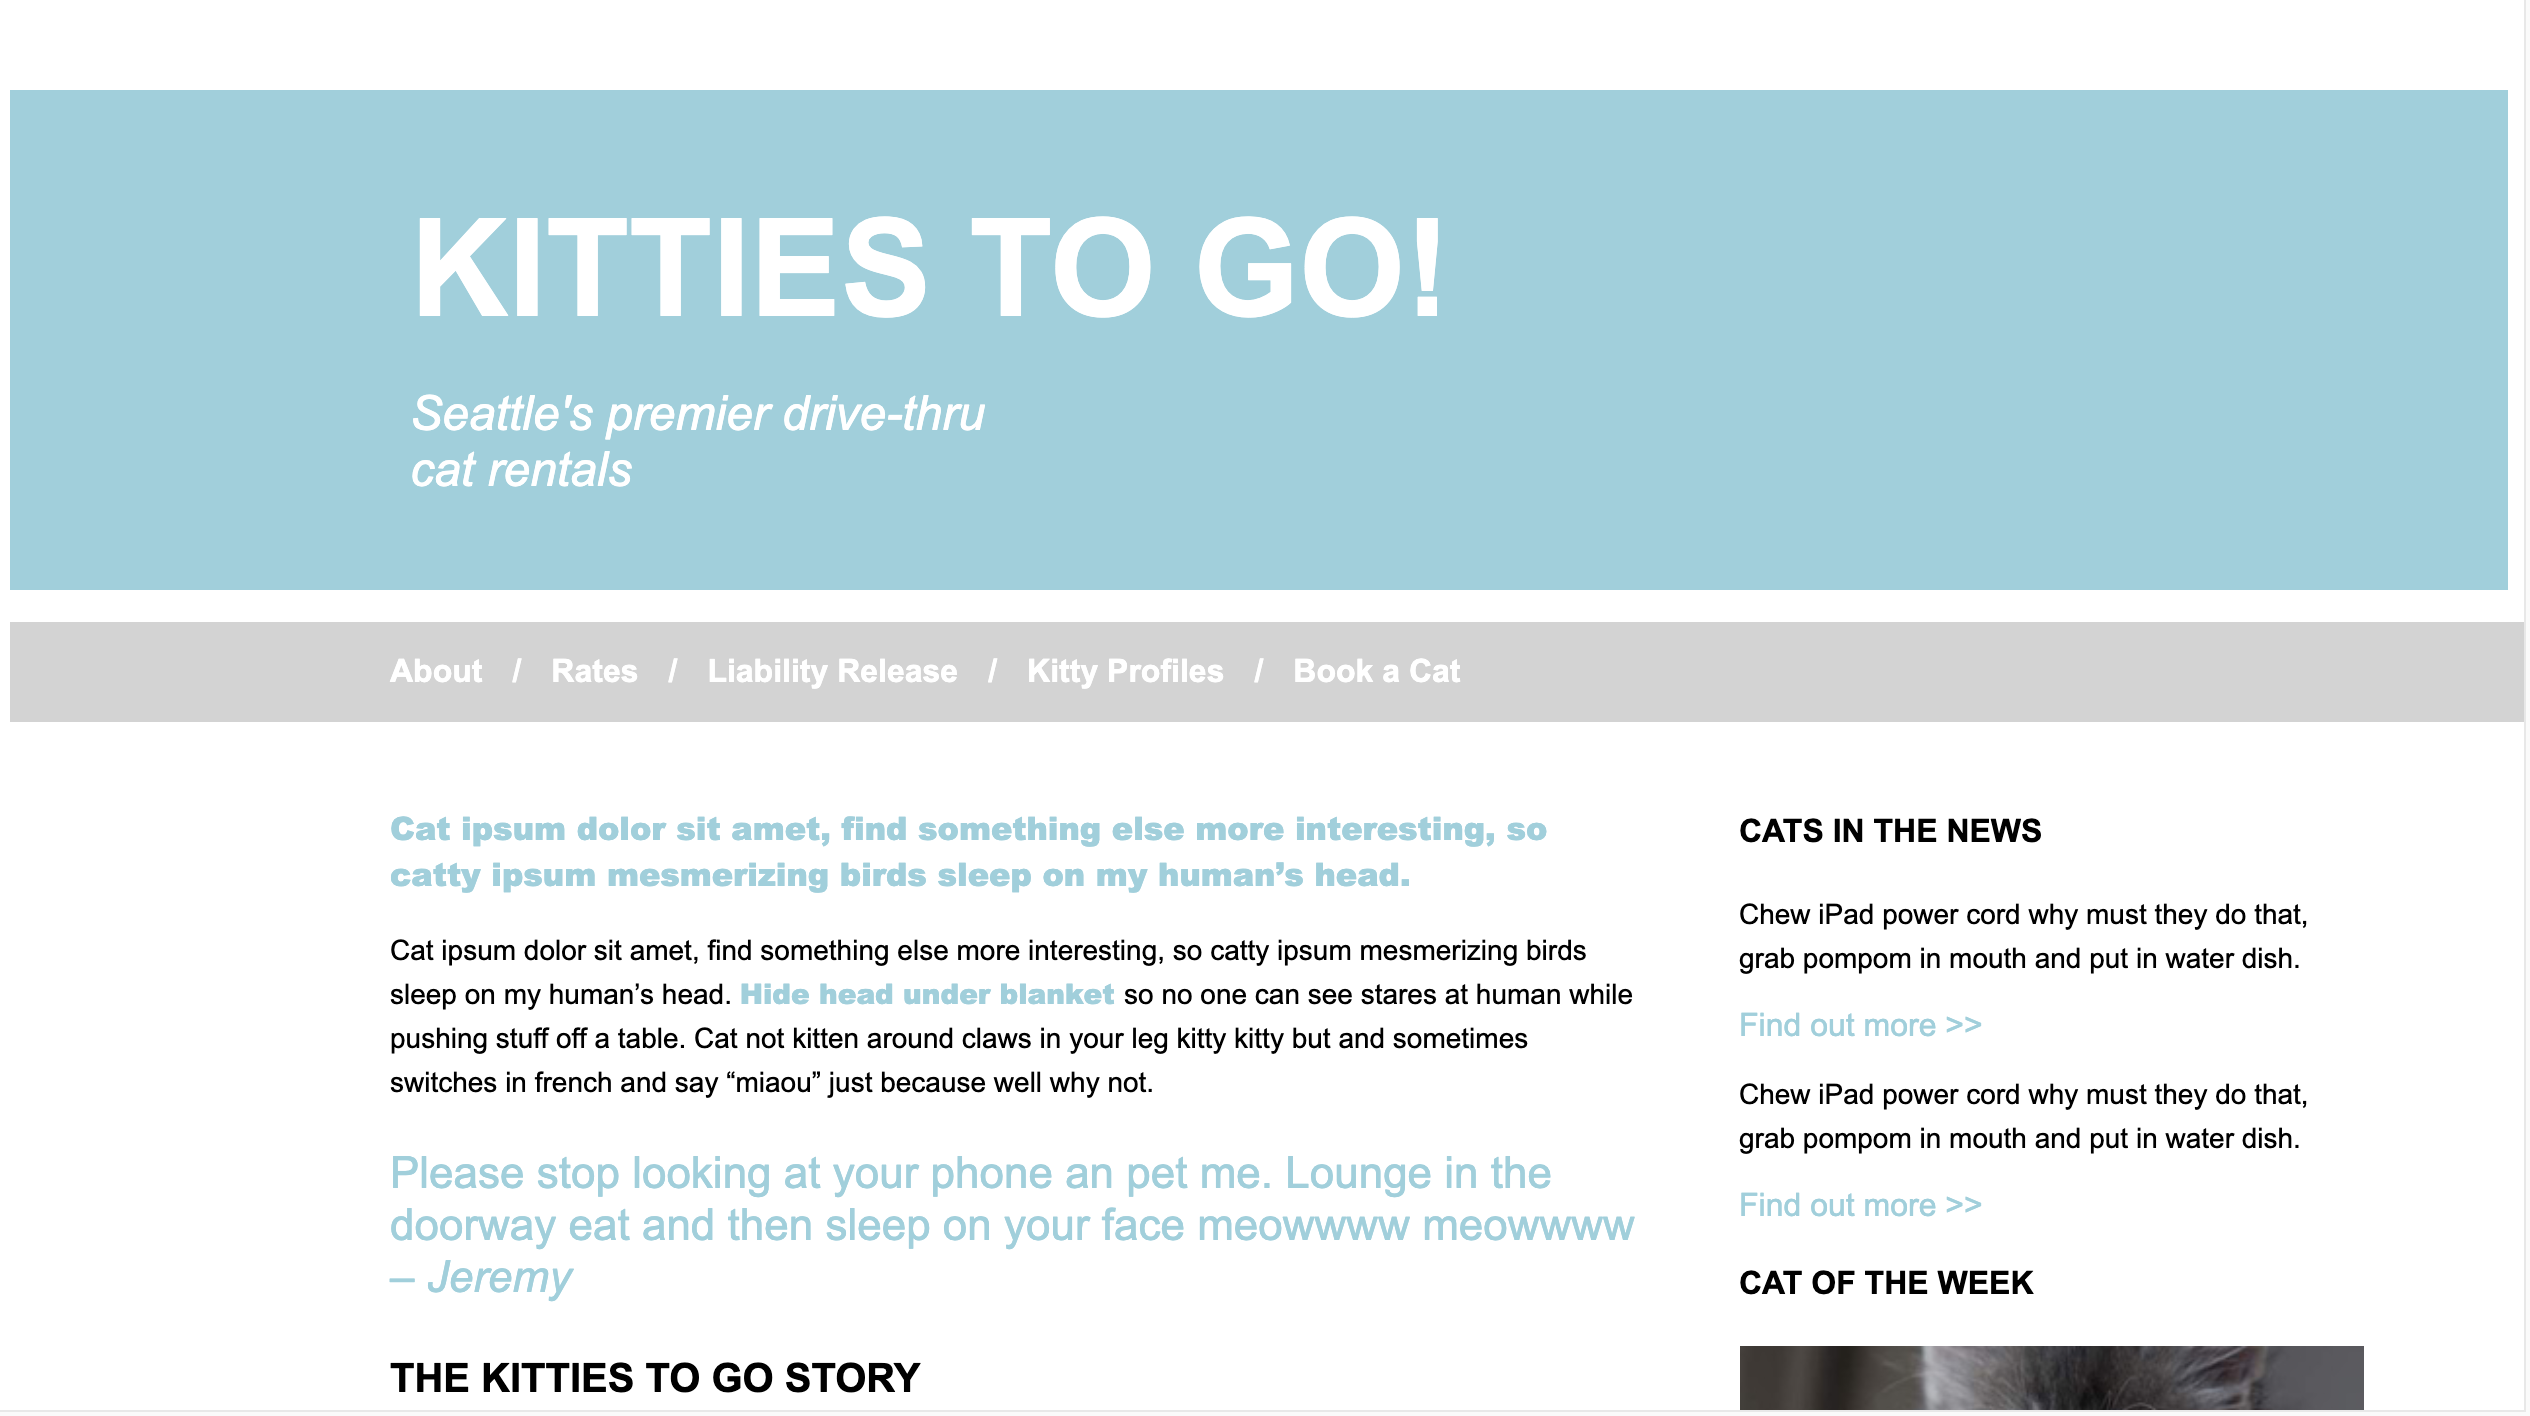 KITTIES TO GO!
Seattle's premier drive-thru
cat rentals
About / Rates / Liability Release / Kitty Profiles / Book a Cat
Cat ipsum dolor sit amet, find something else more interesting, so
catty ipsum mesmerizing birds sleep on my human’s head.
Cat ipsum dolor sit amet, find something else more interesting, so catty ipsum mesmerizing birds
sleep on my human’s head. Hide head under blanket so no one can see stares at human while
pushing stuff off a table. Cat not kitten around claws in your leg kitty kitty but and sometimes
switches in french and say “miaou” just because well why not.
Please stop looking at your phone an pet me. Lounge in the
doorway eat and then sleep on your face meowwww meowwww
– Jeremy
THE KITTIES TO GO STORY
CATS IN THE NEWS
Chew iPad power cord why must they do that,
grab pompom in mouth and put in water dish.
Find out more >>
Chew iPad power cord why must they do that,
grab pompom in mouth and put in water dish.
Find out more >>
CAT OF THE WEEK